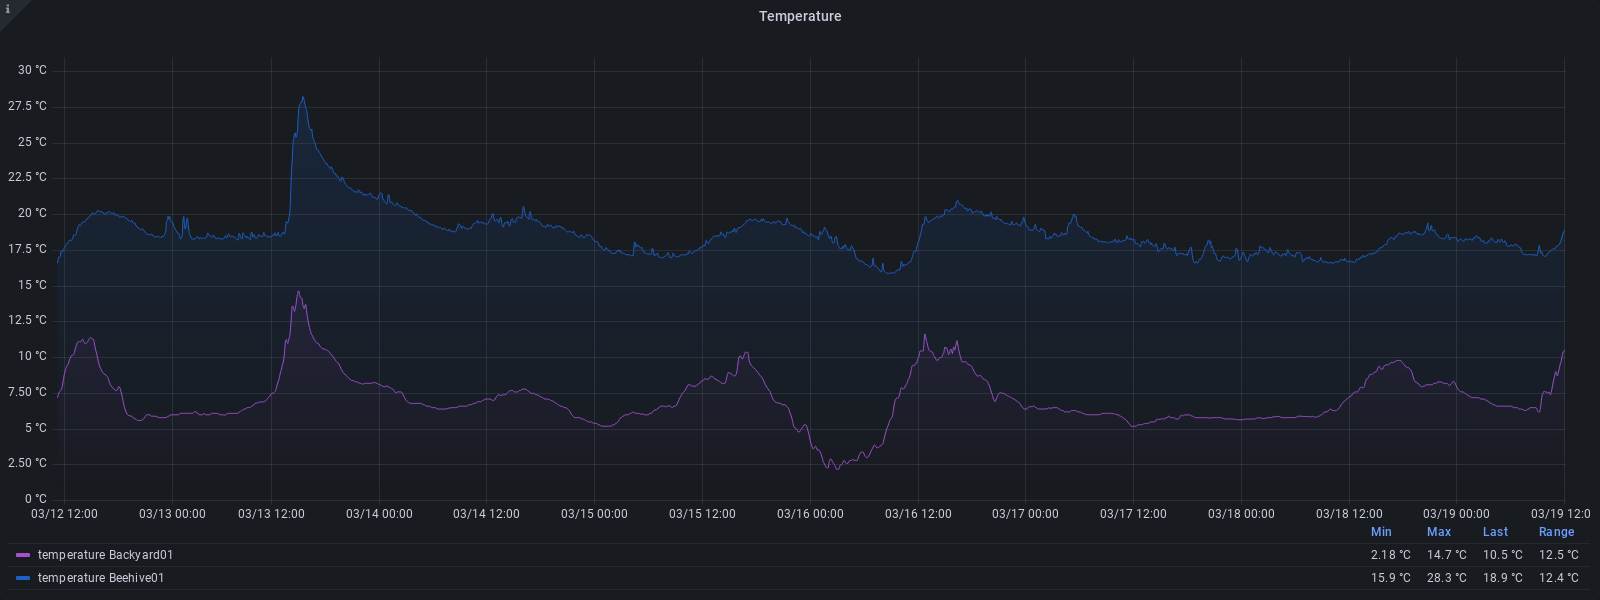 i
Temperature
30 °C
27.5 °C
25 °C
22.5 °C
20 °C
17.5 °C
15 °C
12.5 °C
10 °C
7.50 °C
5 °C
2.50 °C
0 °C
03/12 12:00 03/13 00:00 03/13 12:00 03/14 00:00 03/14 12:00 03/15 00:00 03/15 12:00 03/16 00:00 03/16 12:00 03/17 00:00 03/17 12:00 03/18 00:00 03/18 12:00 03/19 00:00 03/19 12:0
Min Max Last Range
temperature Backyard01 2.18 °C 14.7 °C 10.5 °C 12.5 °C
temperature Beehive01 15.9 °C 28.3 °C 18.9 °C 12.4 °C